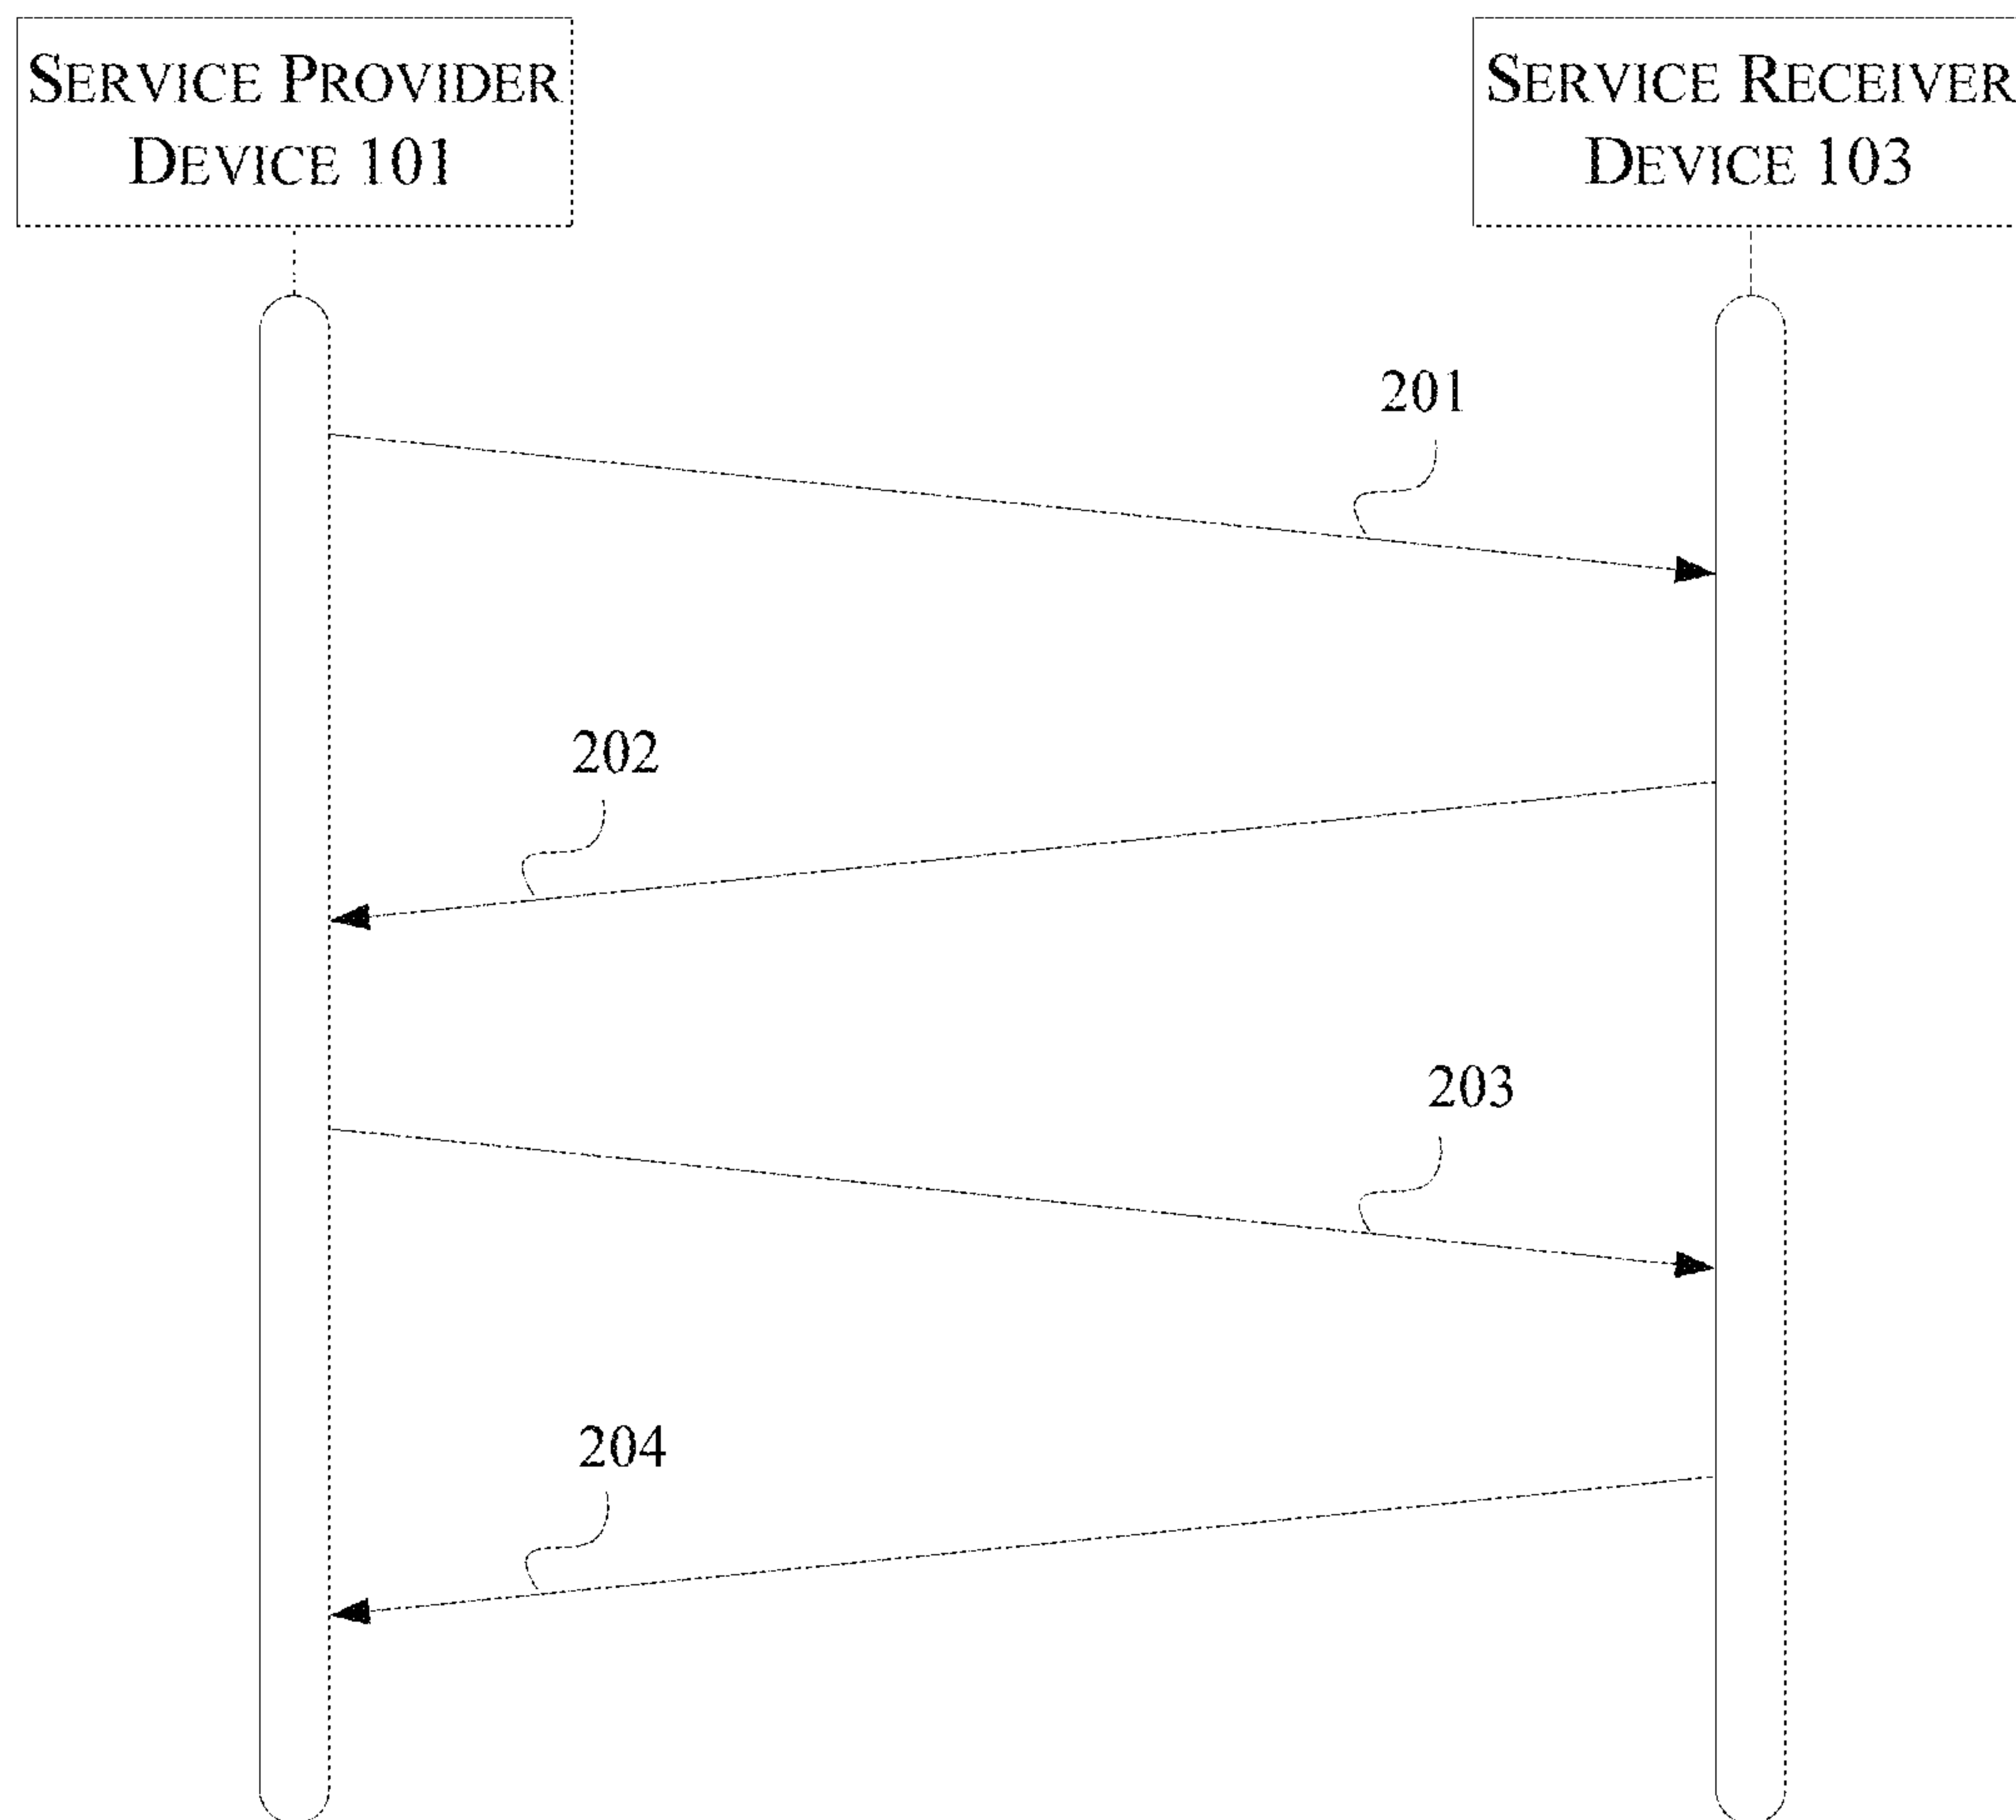 SERVICE PROVIDER
DEVICE 101
SERVICE RECEIVER
DEVICE 103
201
202
203
204